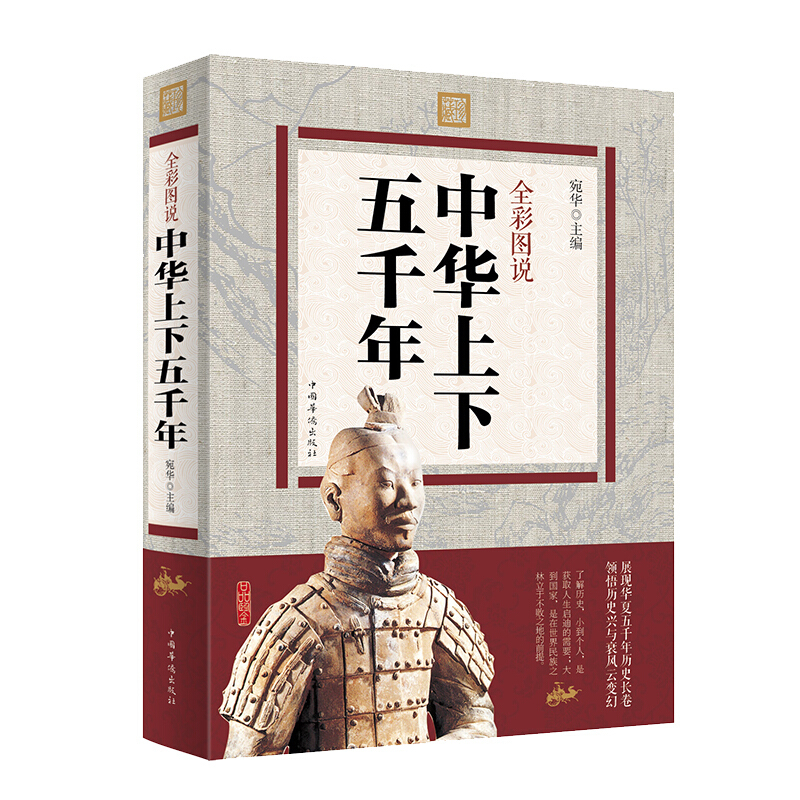 全彩图说
中华上下五千年
宛华◎主编
中国华侨出版社
宛华◎主编
全彩图说
中华上下
五千年
中国华侨出版社
展现华夏五千年历史长卷
领悟历史兴与衰风云变幻
了解历史，小到个人，是
获取人生启迪的需要；大
到国家，是在世界民族之
林立于不败之地的前提。